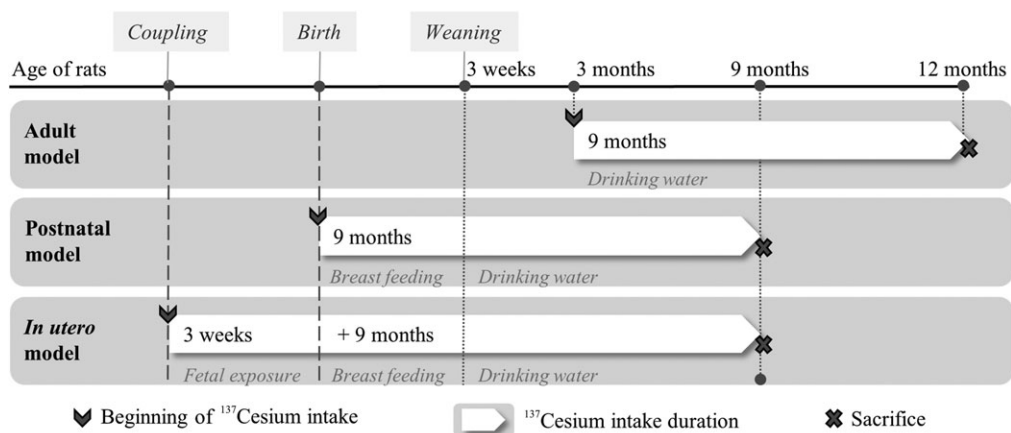 Coupling Birth Weaning
Age of rats 3 weeks 3 months 9 months 12 months
Adult
model
9 months
Drinking water
Postnatal
model
9 months
Breast feeding Drinking water
In utero
model
3 weeks + 9 months
Fetal exposure Breast feeding Drinking water
Beginning of ¹³⁷Cesium intake ¹³⁷Cesium intake duration Sacrifice